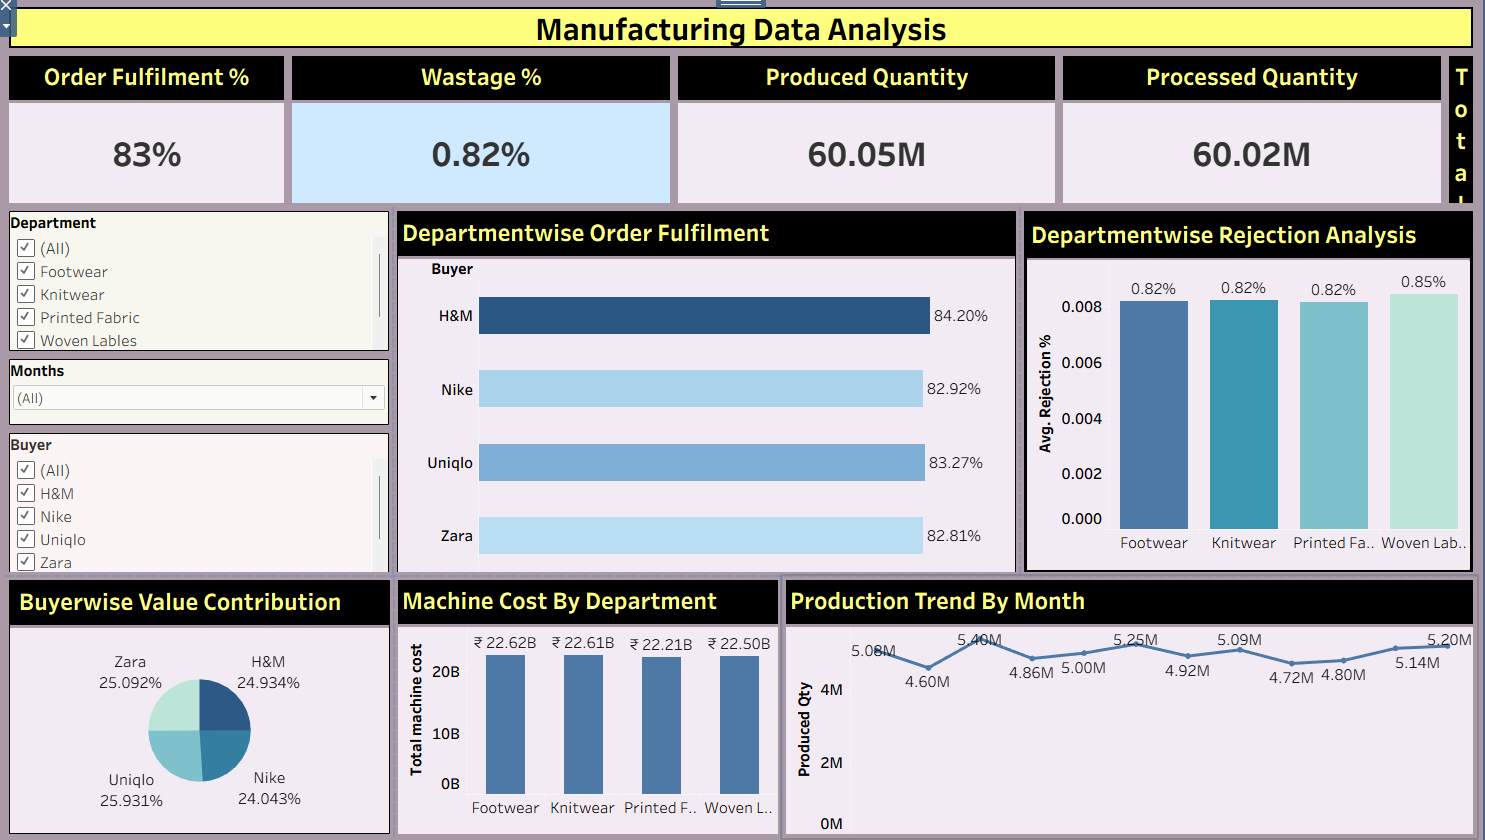 Manufacturing Data Analysis
Order Fulfilment %
83%
Wastage %
0.82%
Produced Quantity
60.05M
Processed Quantity
60.02M
T
o
t
a
Department
(All)
Footwear
Knitwear
Printed Fabric
Woven Lables
Months
(All)
Buyer
(All)
H&M
Nike
Uniqlo
Zara
Departmentwise Order Fulfilment
Buyer
H&M 84.20%
Nike 82.92%
Uniqlo 83.27%
Zara 82.81%
Departmentwise Rejection Analysis
Avg. Rejection %
0.008
0.006
0.004
0.002
0.000
0.82% 0.82% 0.82% 0.85%
Footwear Knitwear Printed Fa.. Woven Lab..
Buyerwise Value Contribution
Zara
25.092%
H&M
24.934%
Uniqlo
25.931%
Nike
24.043%
Machine Cost By Department
Total machine cost
20B
10B
0B
₹ 22.62B ₹ 22.61B ₹ 22.21B ₹ 22.50B
Footwear Knitwear Printed F.. Woven L..
Production Trend By Month
Produced Qty
4M
2M
0M
5.08M 4.60M 5.40M 4.86M 5.00M 5.25M 4.92M 5.09M 4.72M 4.80M 5.14M 5.20M